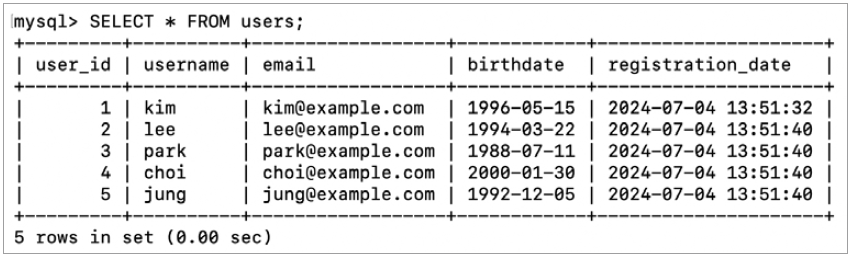 mysql> SELECT * FROM users;
+---------+----------+------------------+------------+---------------------+
| user_id | username | email            | birthdate  | registration_date   |
+---------+----------+------------------+------------+---------------------+
|       1 | kim      | kim@example.com  | 1996-05-15 | 2024-07-04 13:51:32 |
|       2 | lee      | lee@example.com  | 1994-03-22 | 2024-07-04 13:51:40 |
|       3 | park     | park@example.com | 1988-07-11 | 2024-07-04 13:51:40 |
|       4 | choi     | choi@example.com | 2000-01-30 | 2024-07-04 13:51:40 |
|       5 | jung     | jung@example.com | 1992-12-05 | 2024-07-04 13:51:40 |
+---------+----------+------------------+------------+---------------------+
5 rows in set (0.00 sec)